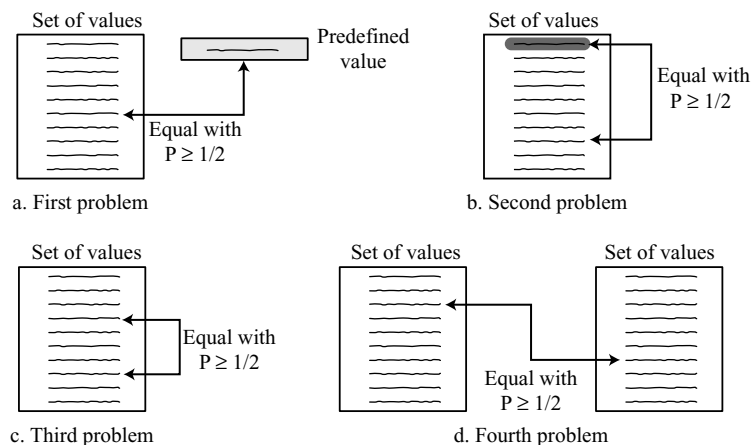 Set of values
Predefined
value
Equal with
P ≥ 1/2
a. First problem
Set of values
Equal with
P ≥ 1/2
b. Second problem
Set of values
Equal with
P ≥ 1/2
c. Third problem
Set of values
Set of values
Equal with
P ≥ 1/2
d. Fourth problem